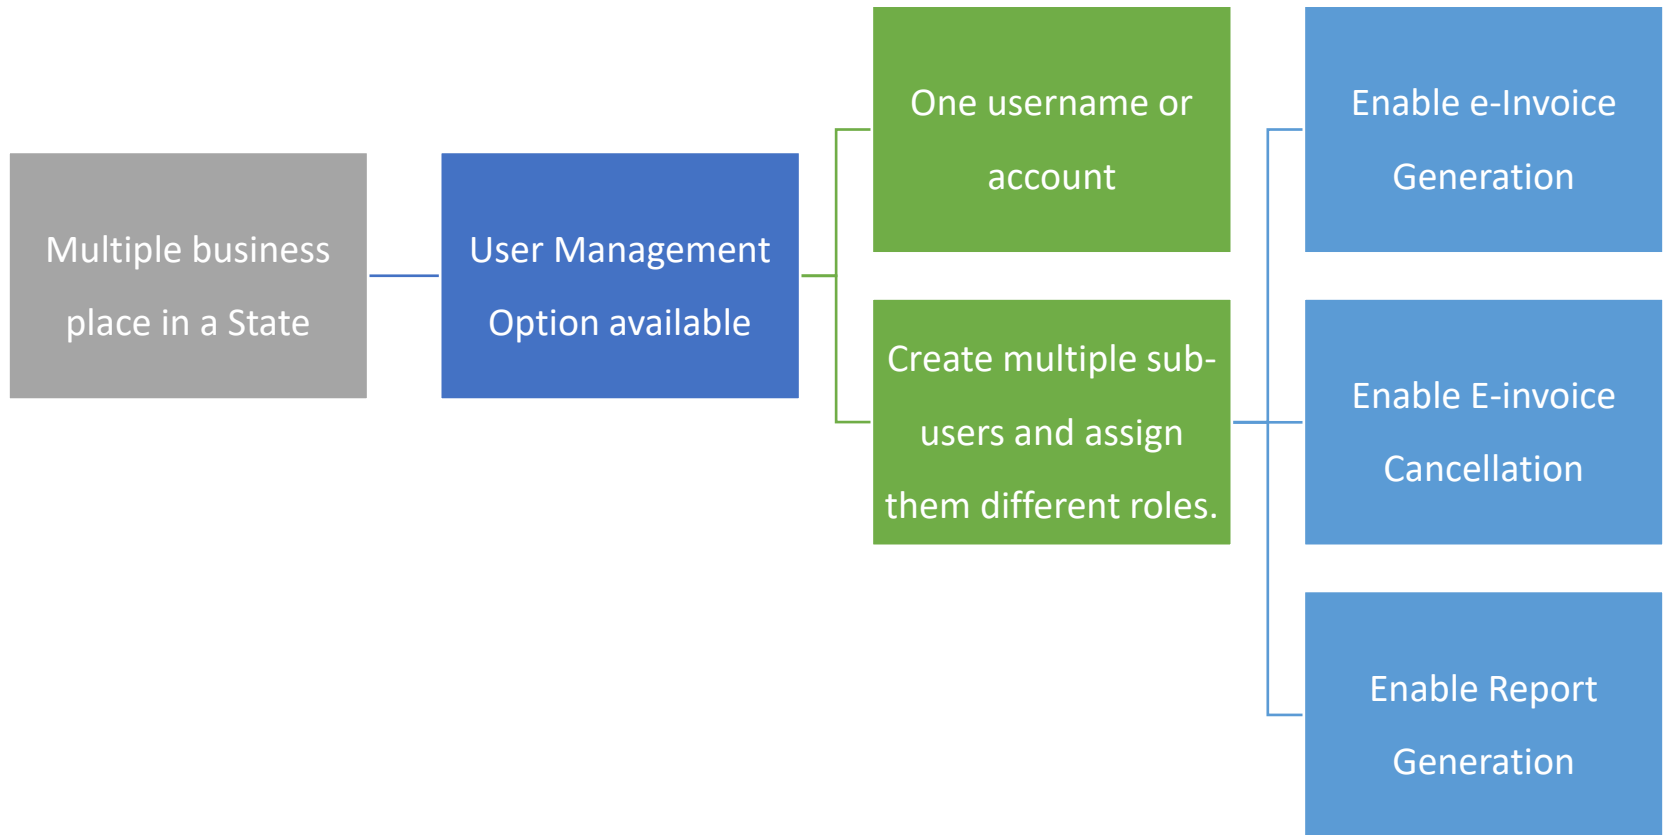 Multiple business
place in a State
User Management
Option available
One username or
account
Create multiple sub-
users and assign
them different roles.
Enable e-Invoice
Generation
Enable E-invoice
Cancellation
Enable Report
Generation